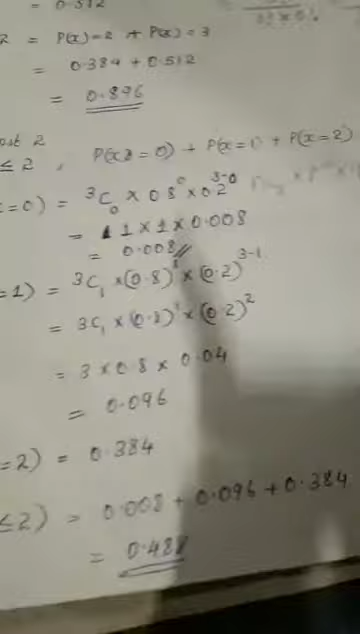 = 0.512
2 = P(x)=2 + P(x)=3
= 0.384 + 0.512
= 0.896
ost 2
≤ 2, P(x = 0) + P(x=1) + P(x=2)
=0) = ³C₀ × 0.8⁰ × 0.2³⁻⁰
= 1 × 1 × 0.008
= 0.008
=1) = ³C₁ × (0.8)¹ × (0.2)³⁻¹
= ³C₁ × (0.8)¹ × (0.2)²
= 3 × 0.8 × 0.04
= 0.096
=2) = 0.384
≤2) = 0.008 + 0.096 + 0.384
= 0.488